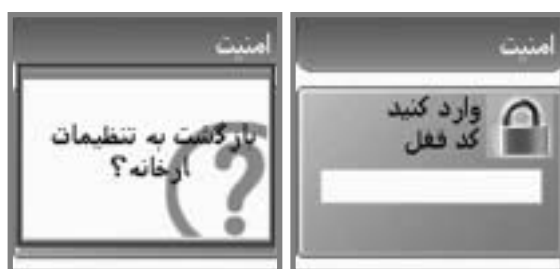 امنیت
وارد کنید
کد قفل
امنیت
بازگشت به تنظیمات
ارخانه؟